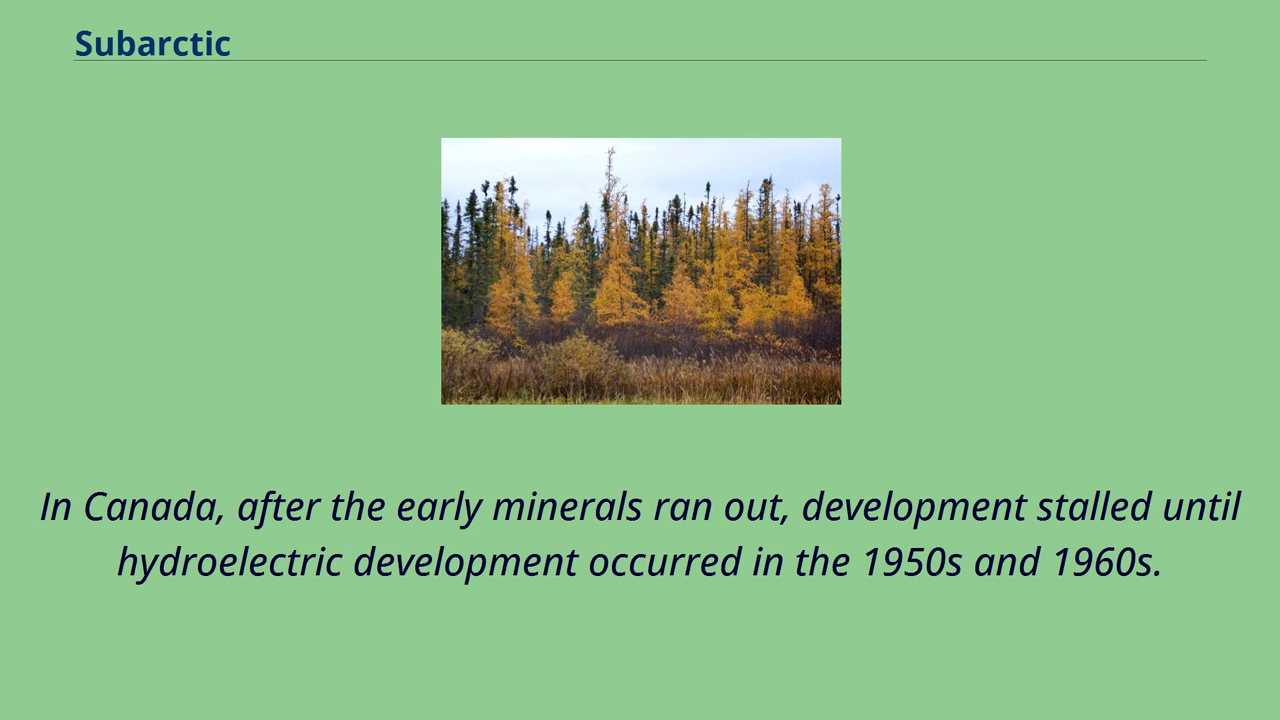 Subarctic
In Canada, after the early minerals ran out, development stalled until
hydroelectric development occurred in the 1950s and 1960s.